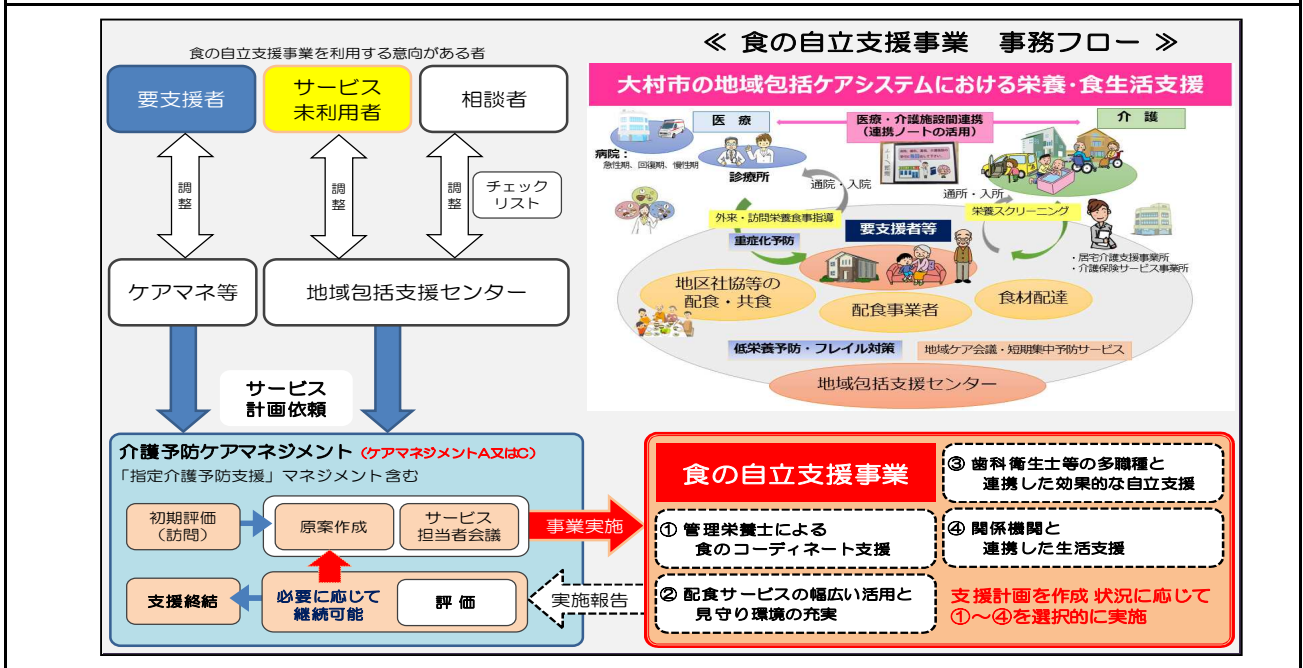 ≪ 食の自立支援事業　事務フロー ≫
食の自立支援事業を利用する意向がある者
要支援者
サービス
未利用者
相談者
調整
調整
調整
チェック
リスト
ケアマネ等
地域包括支援センター
サービス
計画依頼
大村市の地域包括ケアシステムにおける栄養・食生活支援
医 療
医療・介護施設間連携
（連携ノートの活用）
介 護
病院：
急性期、回復期、慢性期
診療所
通院・入院
通所・入所
外来・訪問栄養食事指導
栄養スクリーニング
重症化予防
要支援者等
・居宅介護支援事業所
・介護保険サービス事業所
地区社協等の
配食・共食
配食事業者
食材配達
低栄養予防・フレイル対策
地域ケア会議・短期集中予防サービス
地域包括支援センター
介護予防ケアマネジメント（ケアマネジメントA又はC）
「指定介護予防支援」マネジメント含む
初期評価
（訪問）
原案作成
サービス
担当者会議
事業実施
支援終結
必要に応じて
継続可能
評 価
実施報告
食の自立支援事業
① 管理栄養士による
食のコーディネート支援
② 配食サービスの幅広い活用と
見守り環境の充実
③ 歯科衛生士等の多職種と
連携した効果的な自立支援
④ 関係機関と
連携した生活支援
支援計画を作成 状況に応じて
①～④を選択的に実施